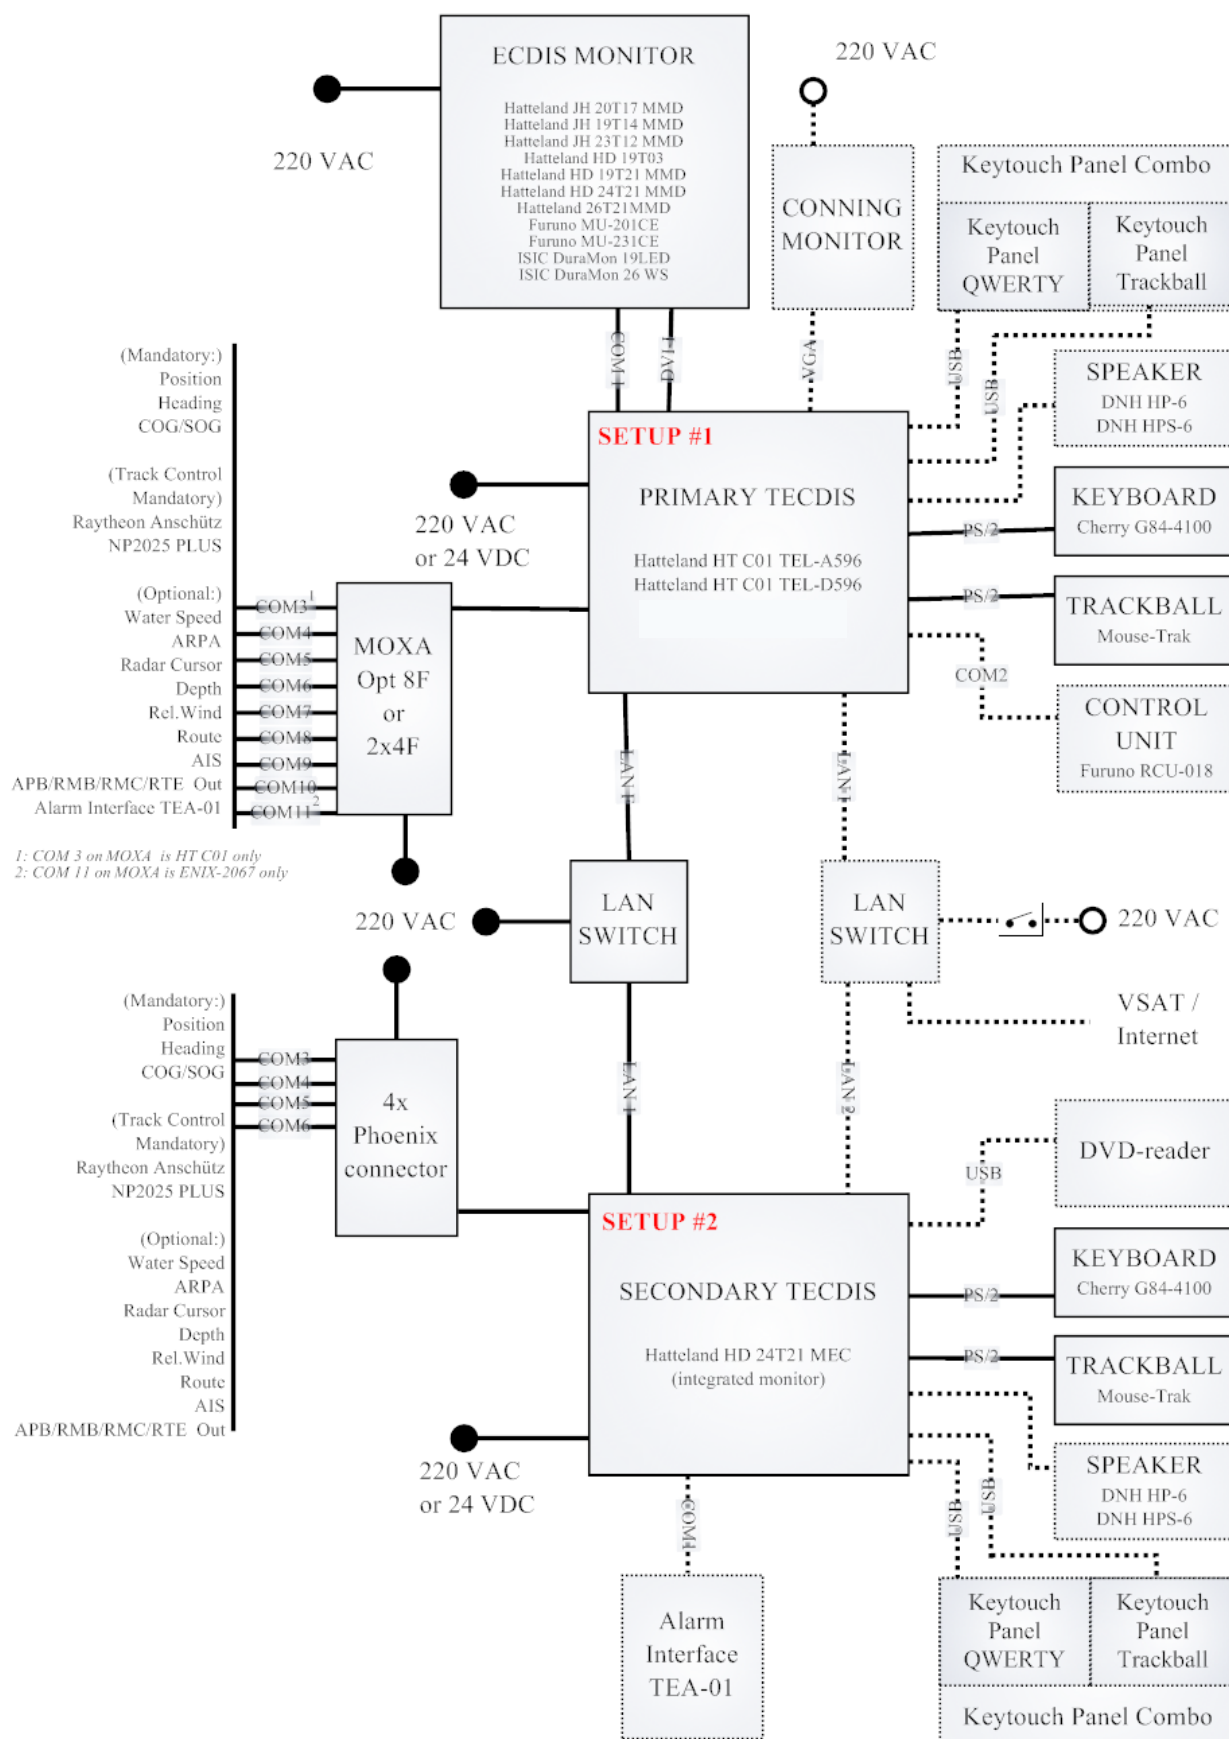 ECDIS MONITOR
Hatteland JH 20T17 MMD
Hatteland JH 19T14 MMD
Hatteland JH 23T12 MMD
Hatteland HD 19T03
Hatteland HD 19T21 MMD
Hatteland HD 24T21 MMD
Hatteland 26T21MMD
Furuno MU-201CE
Furuno MU-231CE
ISIC DuraMon 19LED
ISIC DuraMon 26 WS
220 VAC
220 VAC
CONNING
MONITOR
Keytouch Panel Combo
Keytouch
Panel
QWERTY
Keytouch
Panel
Trackball
COM 1
DVI-I
VGA
USB
USB
SPEAKER
DNH HP-6
DNH HPS-6
KEYBOARD
Cherry G84-4100
PS/2
TRACKBALL
Mouse-Trak
PS/2
COM2
CONTROL
UNIT
Furuno RCU-018
SETUP #1
PRIMARY TECDIS
Hatteland HT C01 TEL-A596
Hatteland HT C01 TEL-D596
220 VAC
or 24 VDC
(Mandatory:)
Position
Heading
COG/SOG
(Track Control
Mandatory)
Raytheon Anschütz
NP2025 PLUS
(Optional:)
Water Speed
ARPA
Radar Cursor
Depth
Rel.Wind
Route
AIS
APB/RMB/RMC/RTE Out
Alarm Interface TEA-01
COM3 1
COM4
COM5
COM6
COM7
COM8
COM9
COM10
COM11 2
MOXA
Opt 8F
or
2x4F
1: COM 3 on MOXA is HT C01 only
2: COM 11 on MOXA is ENIX-2067 only
LAN 1
LAN 1
220 VAC
LAN
SWITCH
LAN
SWITCH
220 VAC
VSAT /
Internet
LAN 1
LAN 2
(Mandatory:)
Position
Heading
COG/SOG
(Track Control
Mandatory)
Raytheon Anschütz
NP2025 PLUS
(Optional:)
Water Speed
ARPA
Radar Cursor
Depth
Rel.Wind
Route
AIS
APB/RMB/RMC/RTE Out
COM3
COM4
COM5
COM6
4x
Phoenix
connector
SETUP #2
SECONDARY TECDIS
Hatteland HD 24T21 MEC
(integrated monitor)
220 VAC
or 24 VDC
USB
DVD-reader
PS/2
KEYBOARD
Cherry G84-4100
PS/2
TRACKBALL
Mouse-Trak
SPEAKER
DNH HP-6
DNH HPS-6
USB
USB
COM1
Alarm
Interface
TEA-01
Keytouch
Panel
QWERTY
Keytouch
Panel
Trackball
Keytouch Panel Combo